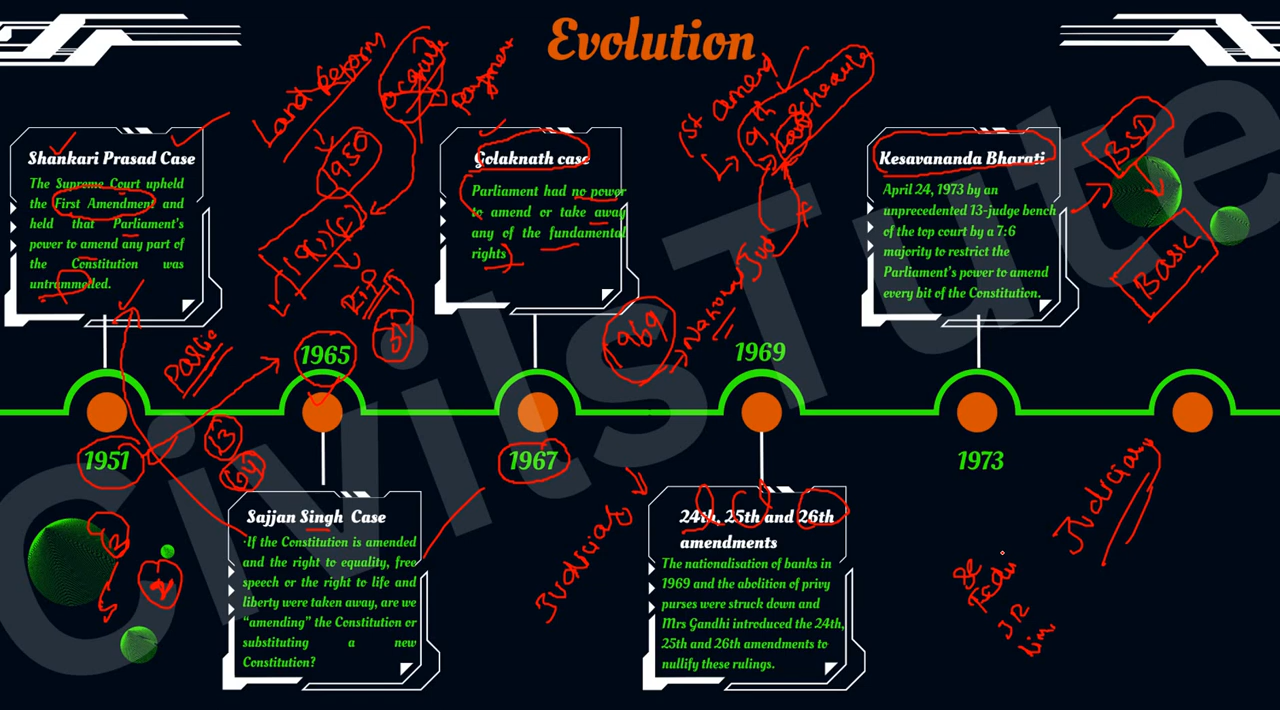 Evolution
Shankari Prasad Case
The Supreme Court upheld
the First Amendment and
held that Parliament's
power to amend any part of
the Constitution was
untrammelled.
1951
1965
Sajjan Singh Case
·If the Constitution is amended
and the right to equality, free
speech or the right to life and
liberty were taken away, are we
“amending” the Constitution or
substituting a new
Constitution?
Golaknath case
Parliament had no power
to amend or take away
any of the fundamental
rights
1967
1969
24th, 25th and 26th
amendments
The nationalisation of banks in
1969 and the abolition of privy
purses were struck down and
Mrs Gandhi introduced the 24th,
25th and 26th amendments to
nullify these rulings.
Kesavananda Bharati
April 24, 1973 by an
unprecedented 13-judge bench
of the top court by a 7:6
majority to restrict the
Parliament's power to amend
every bit of the Constitution.
1973
Land Reform
acquire
payment
1950
19(1)(f)
31
13
1st Amend
9th
Schedule
1969
Judiciary
BSD
Basic
Judiciary
JR
CivilsTute